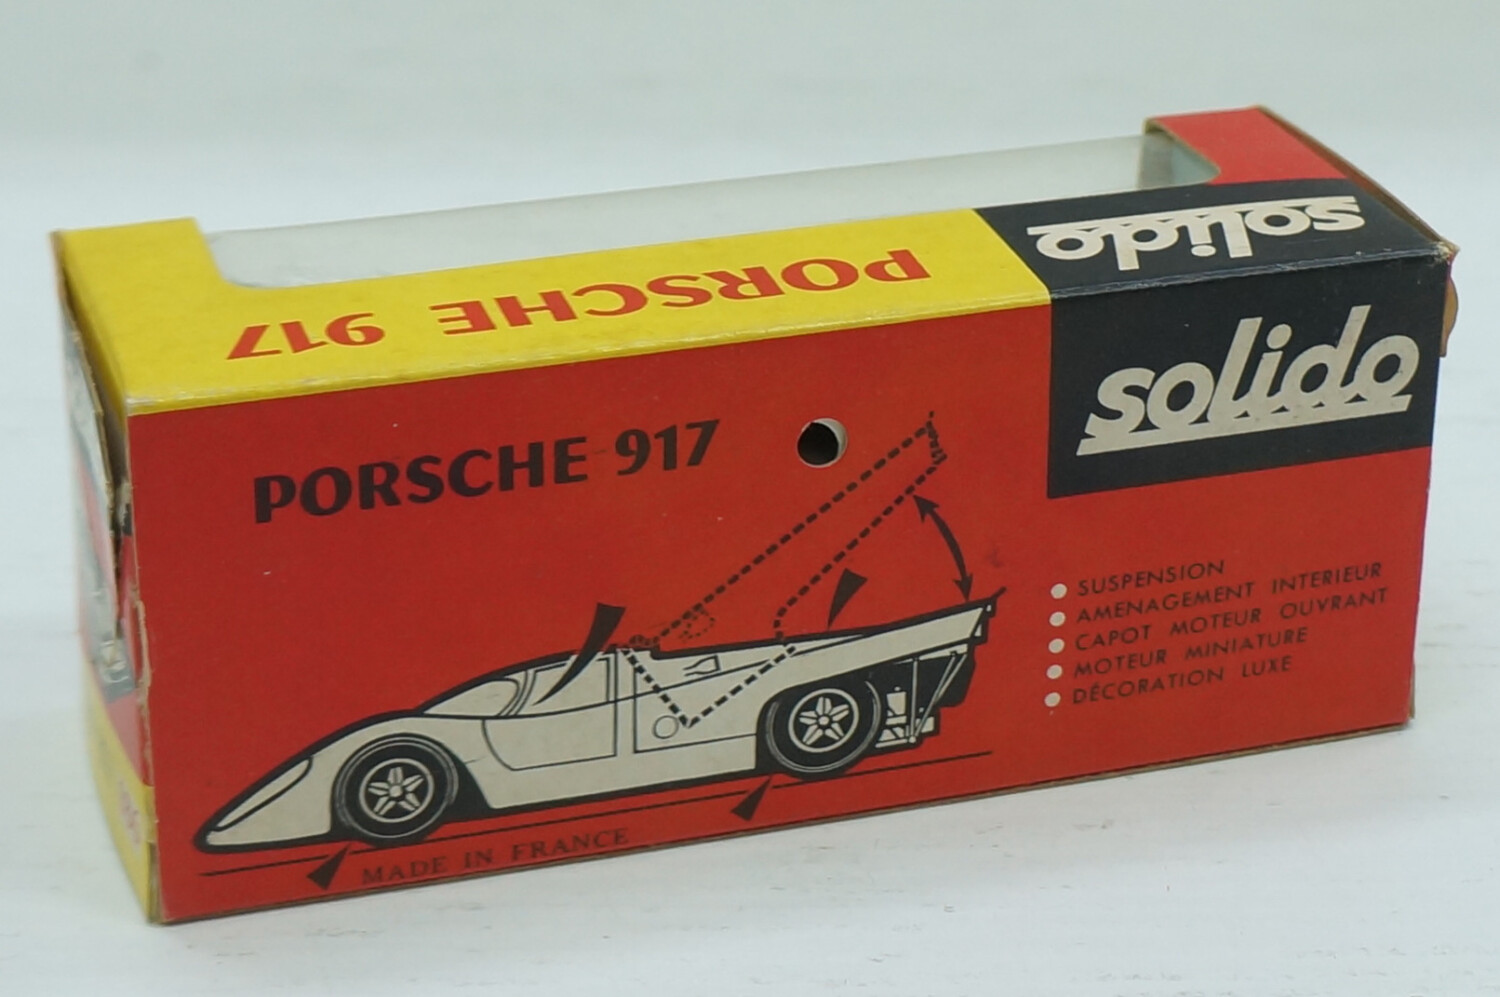 solido
PORSCHE 917
solido
PORSCHE 917
SUSPENSION
AMENAGEMENT INTERIEUR
CAPOT MOTEUR OUVRANT
MOTEUR MINIATURE
DÉCORATION LUXE
MADE IN FRANCE